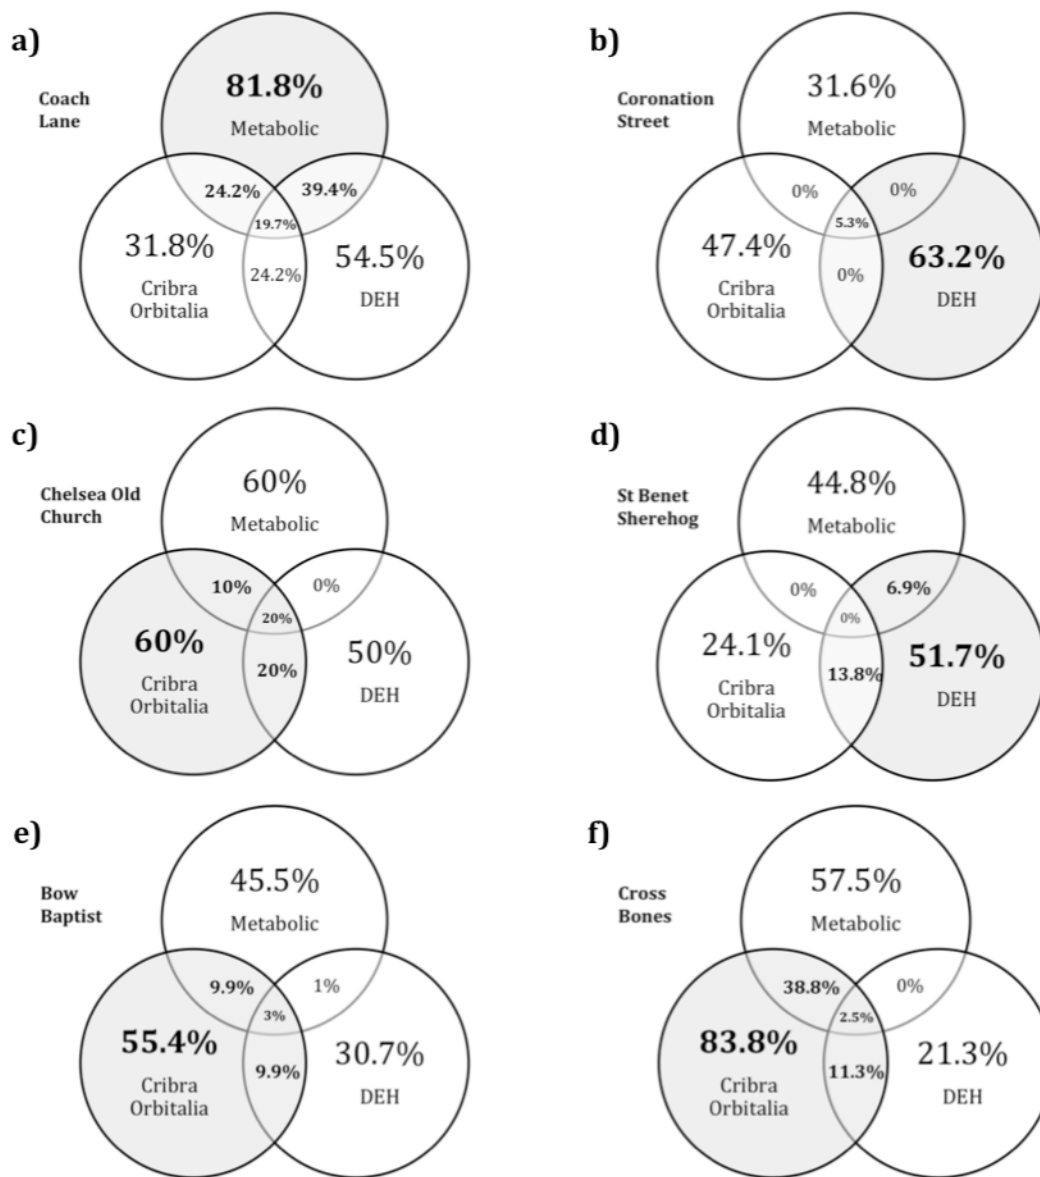 a)
Coach
Lane
81.8%
Metabolic
24.2%
39.4%
19.7%
31.8%
Cribra
Orbitalia
24.2%
54.5%
DEH
b)
Coronation
Street
31.6%
Metabolic
0%
0%
5.3%
47.4%
Cribra
Orbitalia
0%
63.2%
DEH
c)
Chelsea Old
Church
60%
Metabolic
10%
0%
20%
60%
Cribra
Orbitalia
20%
50%
DEH
d)
St Benet
Sherehog
44.8%
Metabolic
0%
6.9%
0%
24.1%
Cribra
Orbitalia
13.8%
51.7%
DEH
e)
Bow
Baptist
45.5%
Metabolic
9.9%
1%
3%
55.4%
Cribra
Orbitalia
9.9%
30.7%
DEH
f)
Cross
Bones
57.5%
Metabolic
38.8%
0%
2.5%
83.8%
Cribra
Orbitalia
11.3%
21.3%
DEH